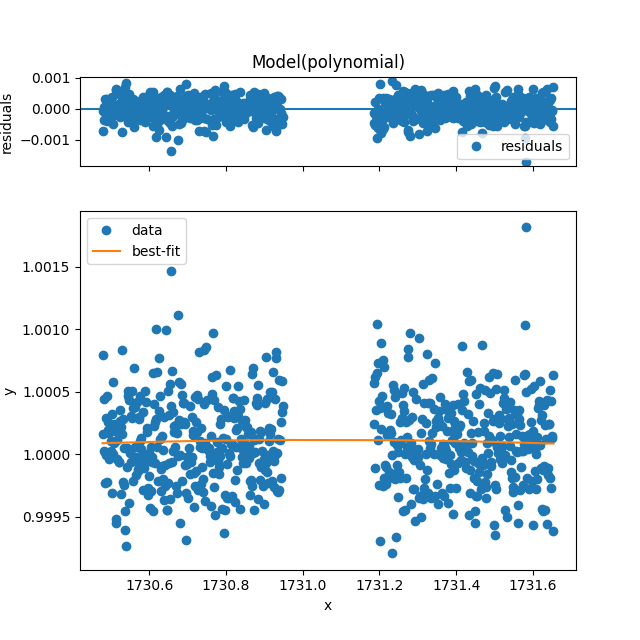 Model(polynomial)
0.001
0.000
−0.001
residuals
residuals
data
best-fit
1.0015
1.0010
1.0005
1.0000
0.9995
y
1730.6 1730.8 1731.0 1731.2 1731.4 1731.6
x